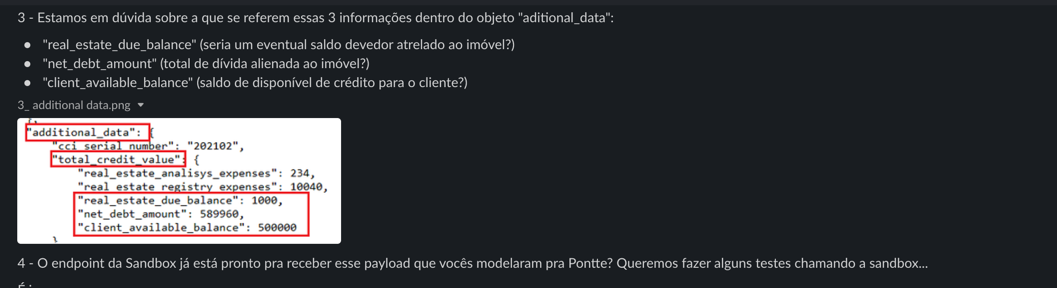 3 - Estamos em dúvida sobre a que se referem essas 3 informações dentro do objeto "aditional_data":
• "real_estate_due_balance" (seria um eventual saldo devedor atrelado ao imóvel?)
• "net_debt_amount" (total de dívida alienada ao imóvel?)
• "client_available_balance" (saldo de disponível de crédito para o cliente?)
3_ additional data.png
"additional_data": {
"cci_serial_number": "202102",
"total_credit_value": {
"real_estate_analisys_expenses": 234,
"real_estate_registry_expenses": 10040,
"real_estate_due_balance": 1000,
"net_debt_amount": 589960,
"client_available_balance": 500000
}
4 - O endpoint da Sandbox já está pronto pra receber esse payload que vocês modelaram pra Pontte? Queremos fazer alguns testes chamando a sandbox...